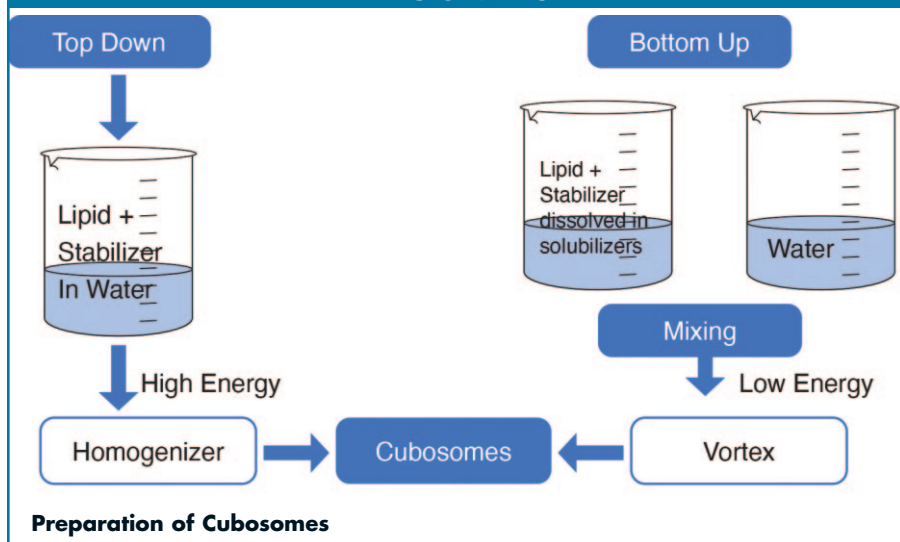 Top Down
Bottom Up
Lipid +
Stabilizer
In Water
Lipid +
Stabilizer
dissolved in
solubilizers
Water
Mixing
High Energy
Low Energy
Homogenizer
Cubosomes
Vortex
Preparation of Cubosomes